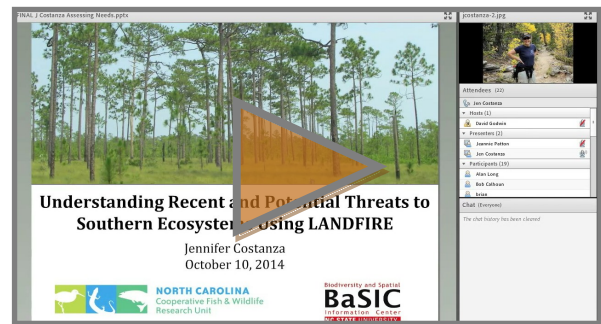 FINAL J Costanza Assessing Needs.pptx
Understanding Recent and Potential Threats to
Southern Ecosystems Using LANDFIRE
Jennifer Costanza
October 10, 2014
NORTH CAROLINA
Cooperative Fish & Wildlife
Research Unit
Biodiversity and Spatial
BaSIC
Information Center
NC STATE UNIVERSITY
jcostanza-2.jpg
Attendees (22)
Jen Costanza
Hosts (1)
David Godwin
Presenters (2)
Jeannie Patton
Jen Costanza
Participants (19)
Alan Long
Bob Calhoun
brian
Chat (Everyone)
The chat history has been cleared